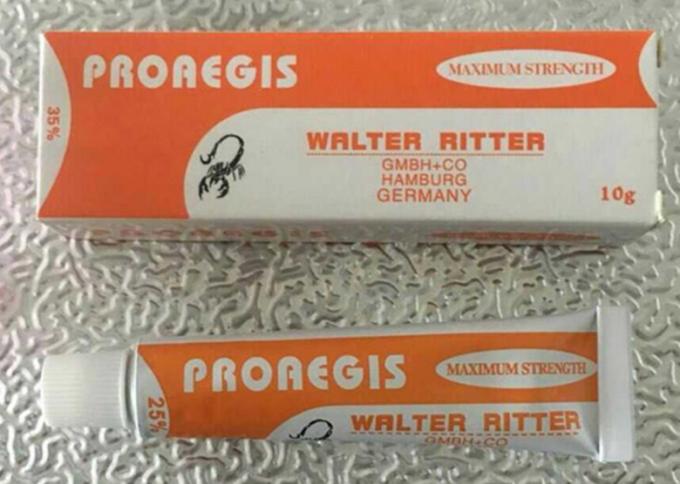 PROAEGIS
MAXIMUM STRENGTH
35%
WALTER RITTER
GMBH+CO
HAMBURG
GERMANY
10g
PROAEGIS
MAXIMUM STRENGTH
25%
WALTER RITTER
GMBH+CO